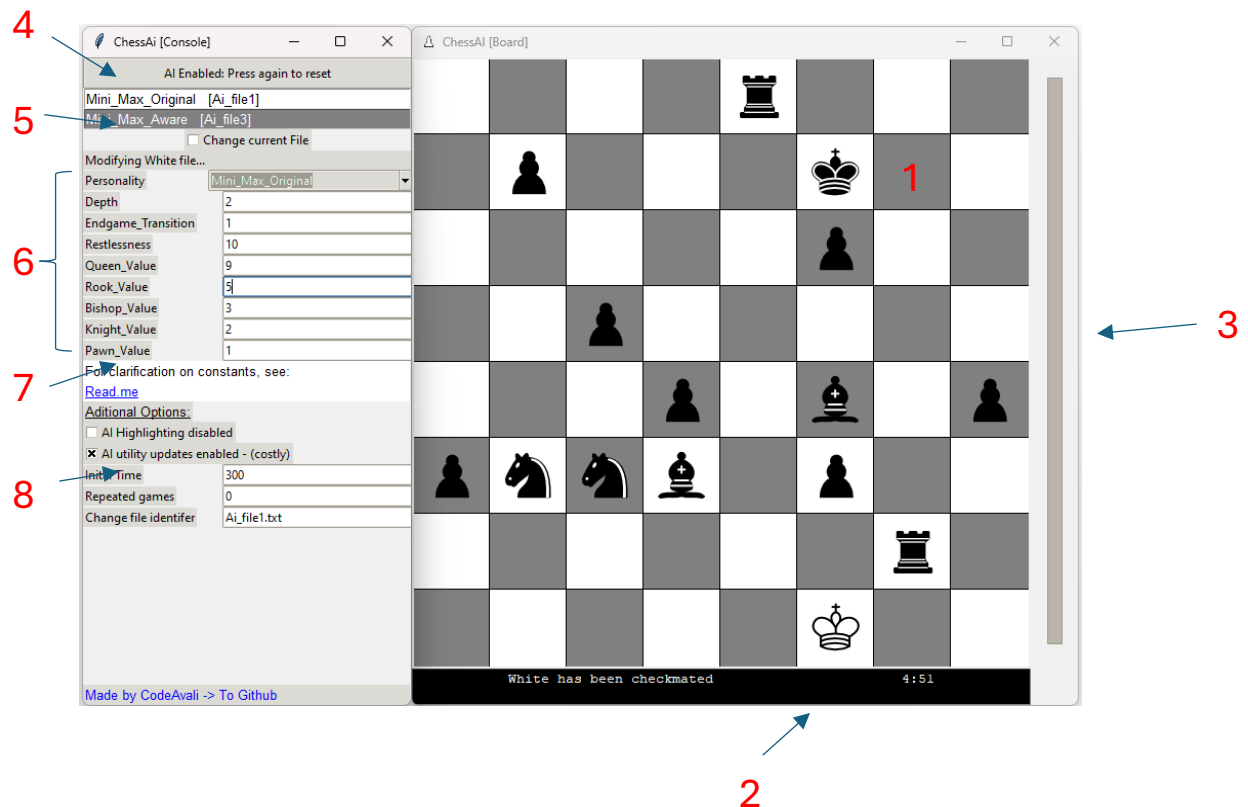 4
ChessAi [Console]
ChessAI [Board]
AI Enabled: Press again to reset
Mini_Max_Original [Ai_file1]
5
Mini_Max_Aware [Ai_file3]
Change current File
Modifying White file...
Personality Mini_Max_Original
1
Depth 2
Endgame_Transition 1
Restlessness 10
6
Queen_Value 9
Rook_Value 5
Bishop_Value 3
3
Knight_Value 2
Pawn_Value 1
For clarification on constants, see:
7
Read.me
Aditional Options:
AI Highlighting disabled
AI utility updates enabled - (costly)
Initial Time 300
8
Repeated games 0
Change file identifer Ai_file1.txt
White has been checkmated 4:51
Made by CodeAvali -> To Github
2